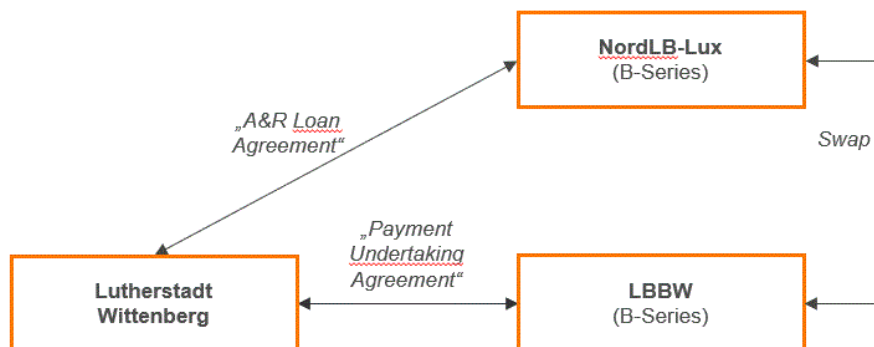 NordLB-Lux
(B-Series)
„A&R Loan
Agreement“
Swap
„Payment
Undertaking
Agreement“
Lutherstadt
Wittenberg
LBBW
(B-Series)